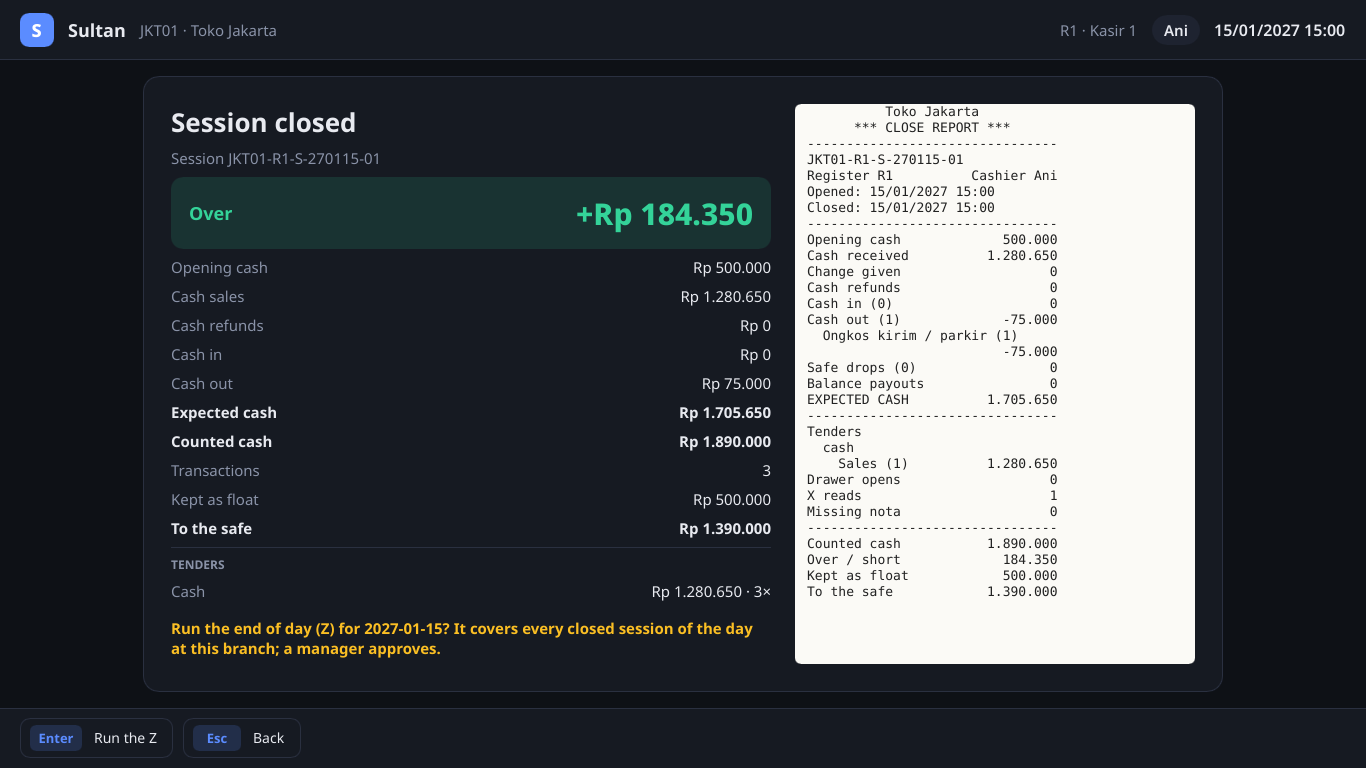 S Sultan JKT01 · Toko Jakarta R1 · Kasir 1 Ani 15/01/2027 15:00
Session closed
Session JKT01-R1-S-270115-01
Over +Rp 184.350
Opening cash Rp 500.000
Cash sales Rp 1.280.650
Cash refunds Rp 0
Cash in Rp 0
Cash out Rp 75.000
Expected cash Rp 1.705.650
Counted cash Rp 1.890.000
Transactions 3
Kept as float Rp 500.000
To the safe Rp 1.390.000
TENDERS
Cash Rp 1.280.650 · 3×
Run the end of day (Z) for 2027-01-15? It covers every closed session of the day
at this branch; a manager approves.
Toko Jakarta
*** CLOSE REPORT ***
--------------------------------
JKT01-R1-S-270115-01
Register R1 Cashier Ani
Opened: 15/01/2027 15:00
Closed: 15/01/2027 15:00
--------------------------------
Opening cash 500.000
Cash received 1.280.650
Change given 0
Cash refunds 0
Cash in (0) 0
Cash out (1) -75.000
Ongkos kirim / parkir (1)
-75.000
Safe drops (0) 0
Balance payouts 0
EXPECTED CASH 1.705.650
--------------------------------
Tenders
cash
Sales (1) 1.280.650
Drawer opens 0
X reads 1
Missing nota 0
--------------------------------
Counted cash 1.890.000
Over / short 184.350
Kept as float 500.000
To the safe 1.390.000
Enter Run the Z Esc Back